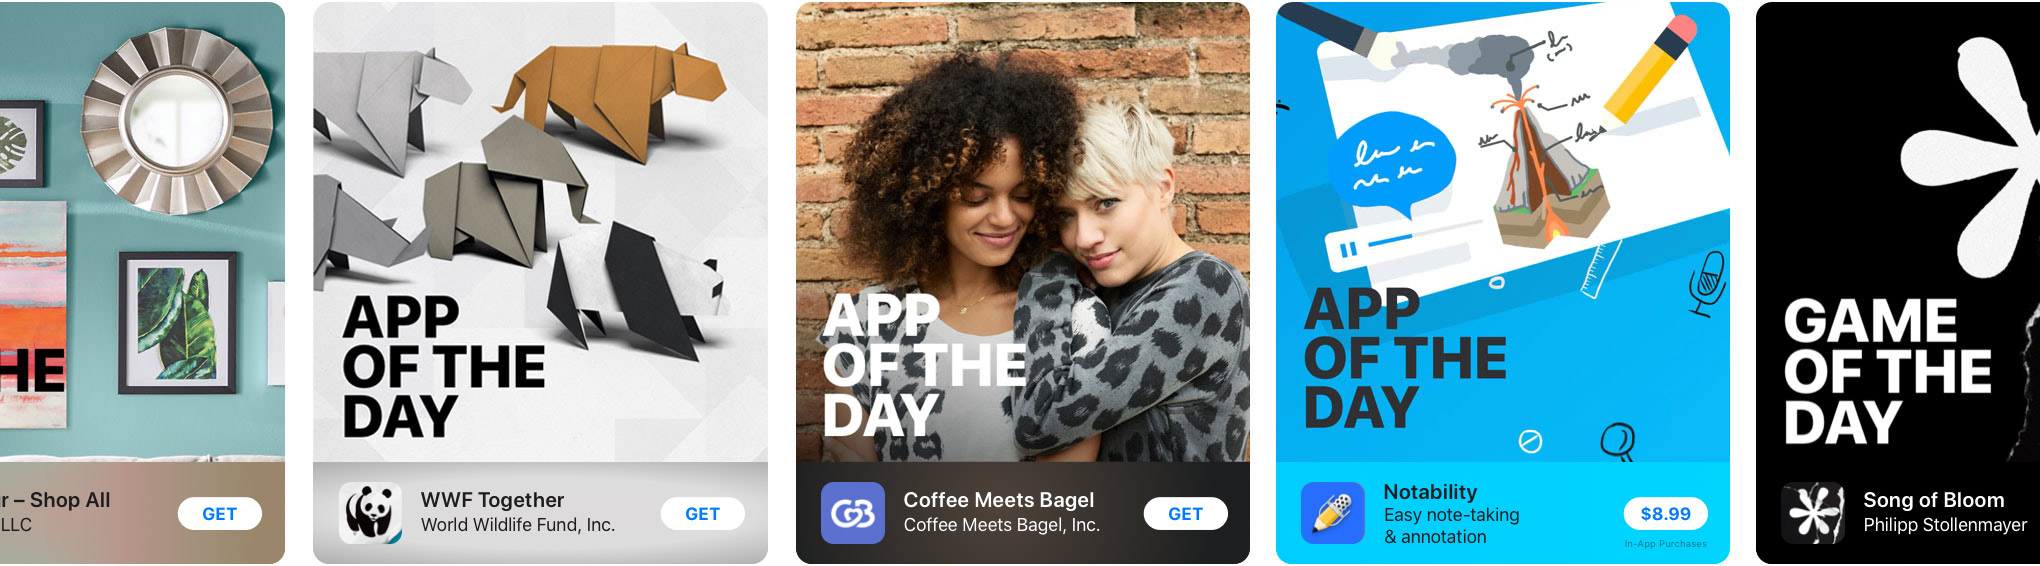 HE
r – Shop All
LLC
GET
APP
OF THE
DAY
WWF Together
World Wildlife Fund, Inc.
GET
APP
OF THE
DAY
Coffee Meets Bagel
Coffee Meets Bagel, Inc.
GET
APP
OF THE
DAY
Notability
Easy note-taking
& annotation
$8.99
In-App Purchases
GAME
OF THE
DAY
Song of Bloom
Philipp Stollenmayer